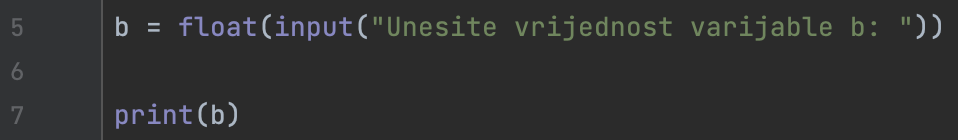 5 b = float(input("Unesite vrijednost varijable b: "))
6
7 print(b)